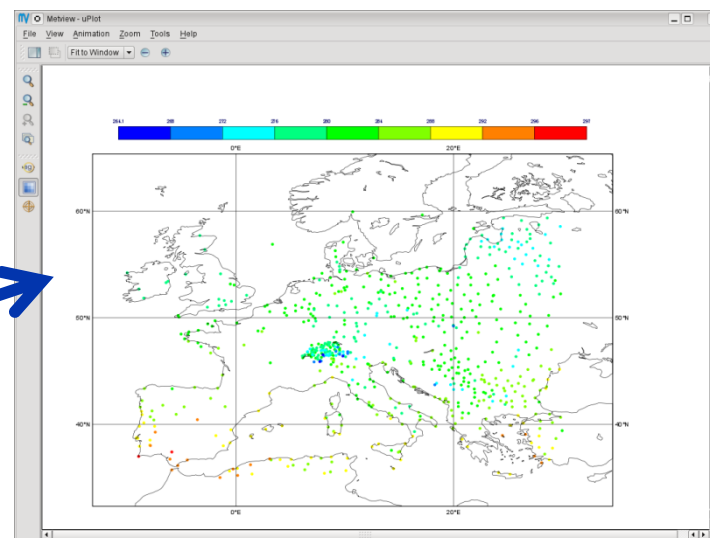 Metview - uPlot
File View Animation Zoom Tools Help
Fit to Window
264.1 268 272 276 280 284 288 292 296 297
0°E 20°E
60°N 60°N
50°N 50°N
40°N 40°N
0°E 20°E